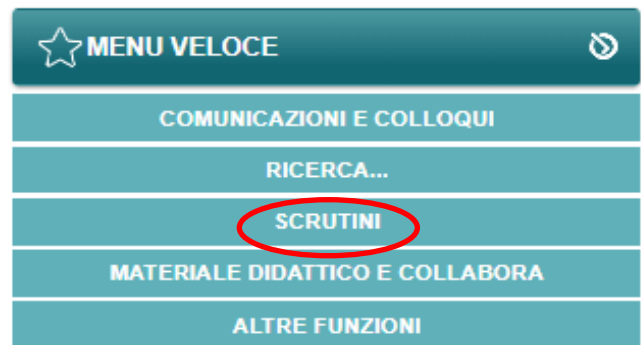 MENU VELOCE
COMUNICAZIONI E COLLOQUI
RICERCA...
SCRUTINI
MATERIALE DIDATTICO E COLLABORA
ALTRE FUNZIONI